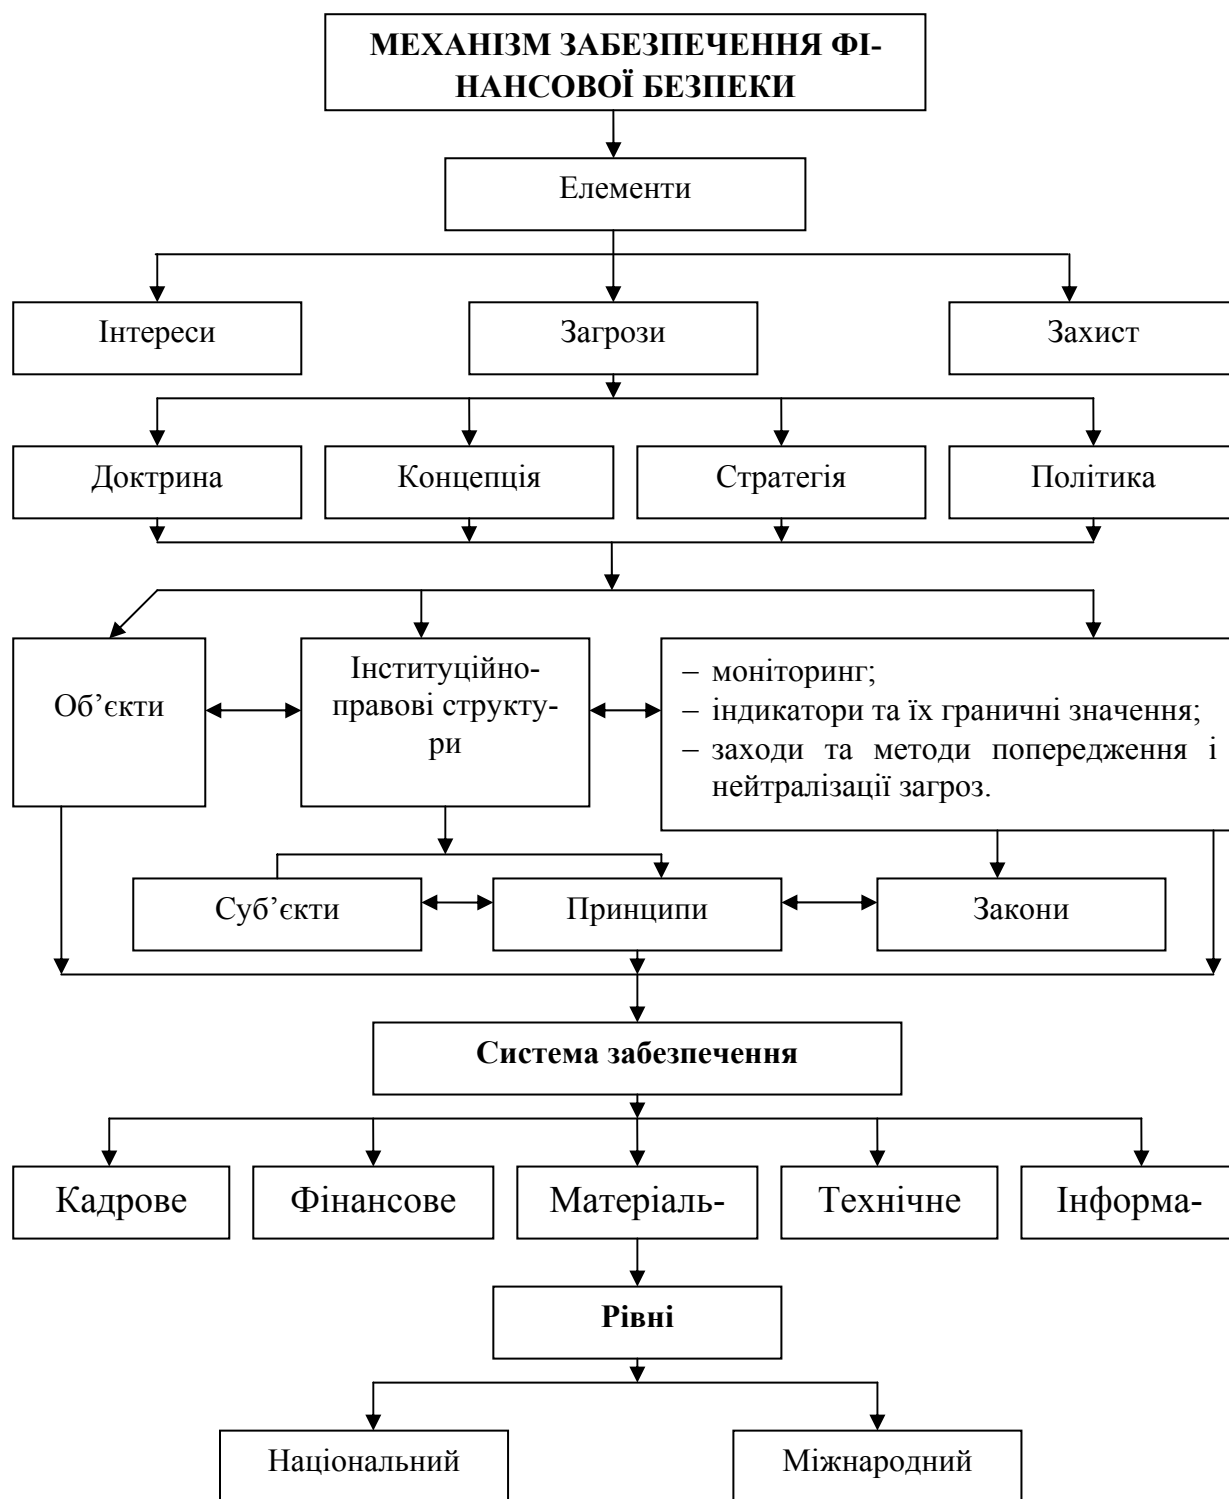 МЕХАНІЗМ ЗАБЕЗПЕЧЕННЯ ФІ-
НАНСОВОЇ БЕЗПЕКИ
Елементи
Інтереси
Загрози
Захист
Доктрина
Концепція
Стратегія
Політика
Об’єкти
Інституційно-
правові структу-
ри
– моніторинг;
– індикатори та їх граничні значення;
– заходи та методи попередження і
нейтралізації загроз.
Суб’єкти
Принципи
Закони
Система забезпечення
Кадрове
Фінансове
Матеріаль-
Технічне
Інформа-
Рівні
Національний
Міжнародний